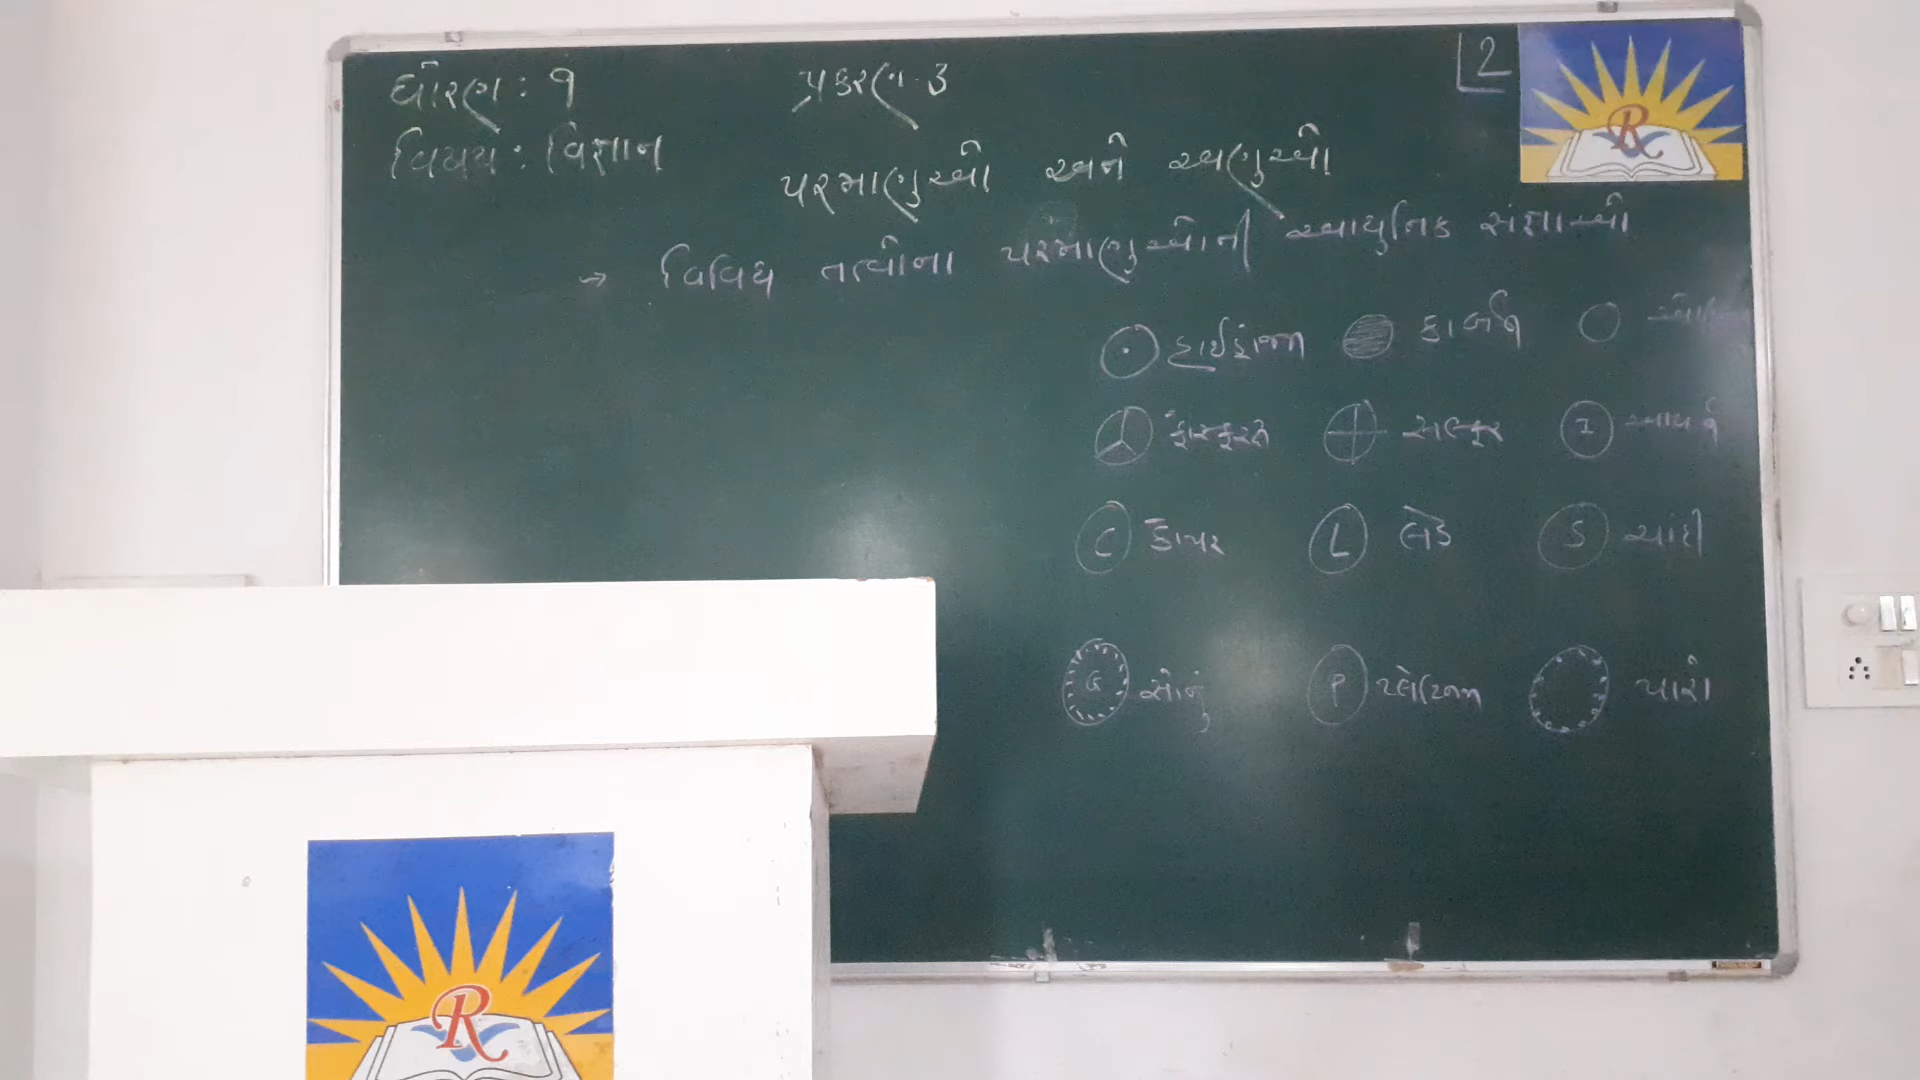 ધોરણ : ૧ પ્રકરણ-૩ 2
વિષય : વિજ્ઞાન
પરમાણુઓ અને અણુઓ
→ વિવિધ તત્વોના પરમાણુઓની આધુનિક સંજ્ઞાઓ
હાઈડ્રોજન કાર્બન
ફોસ્ફરસ સલ્ફર I આયર્ન
C કોપર L લેડ S ચાંદી
G સોનું P પ્લેટિનમ પારો
R
R